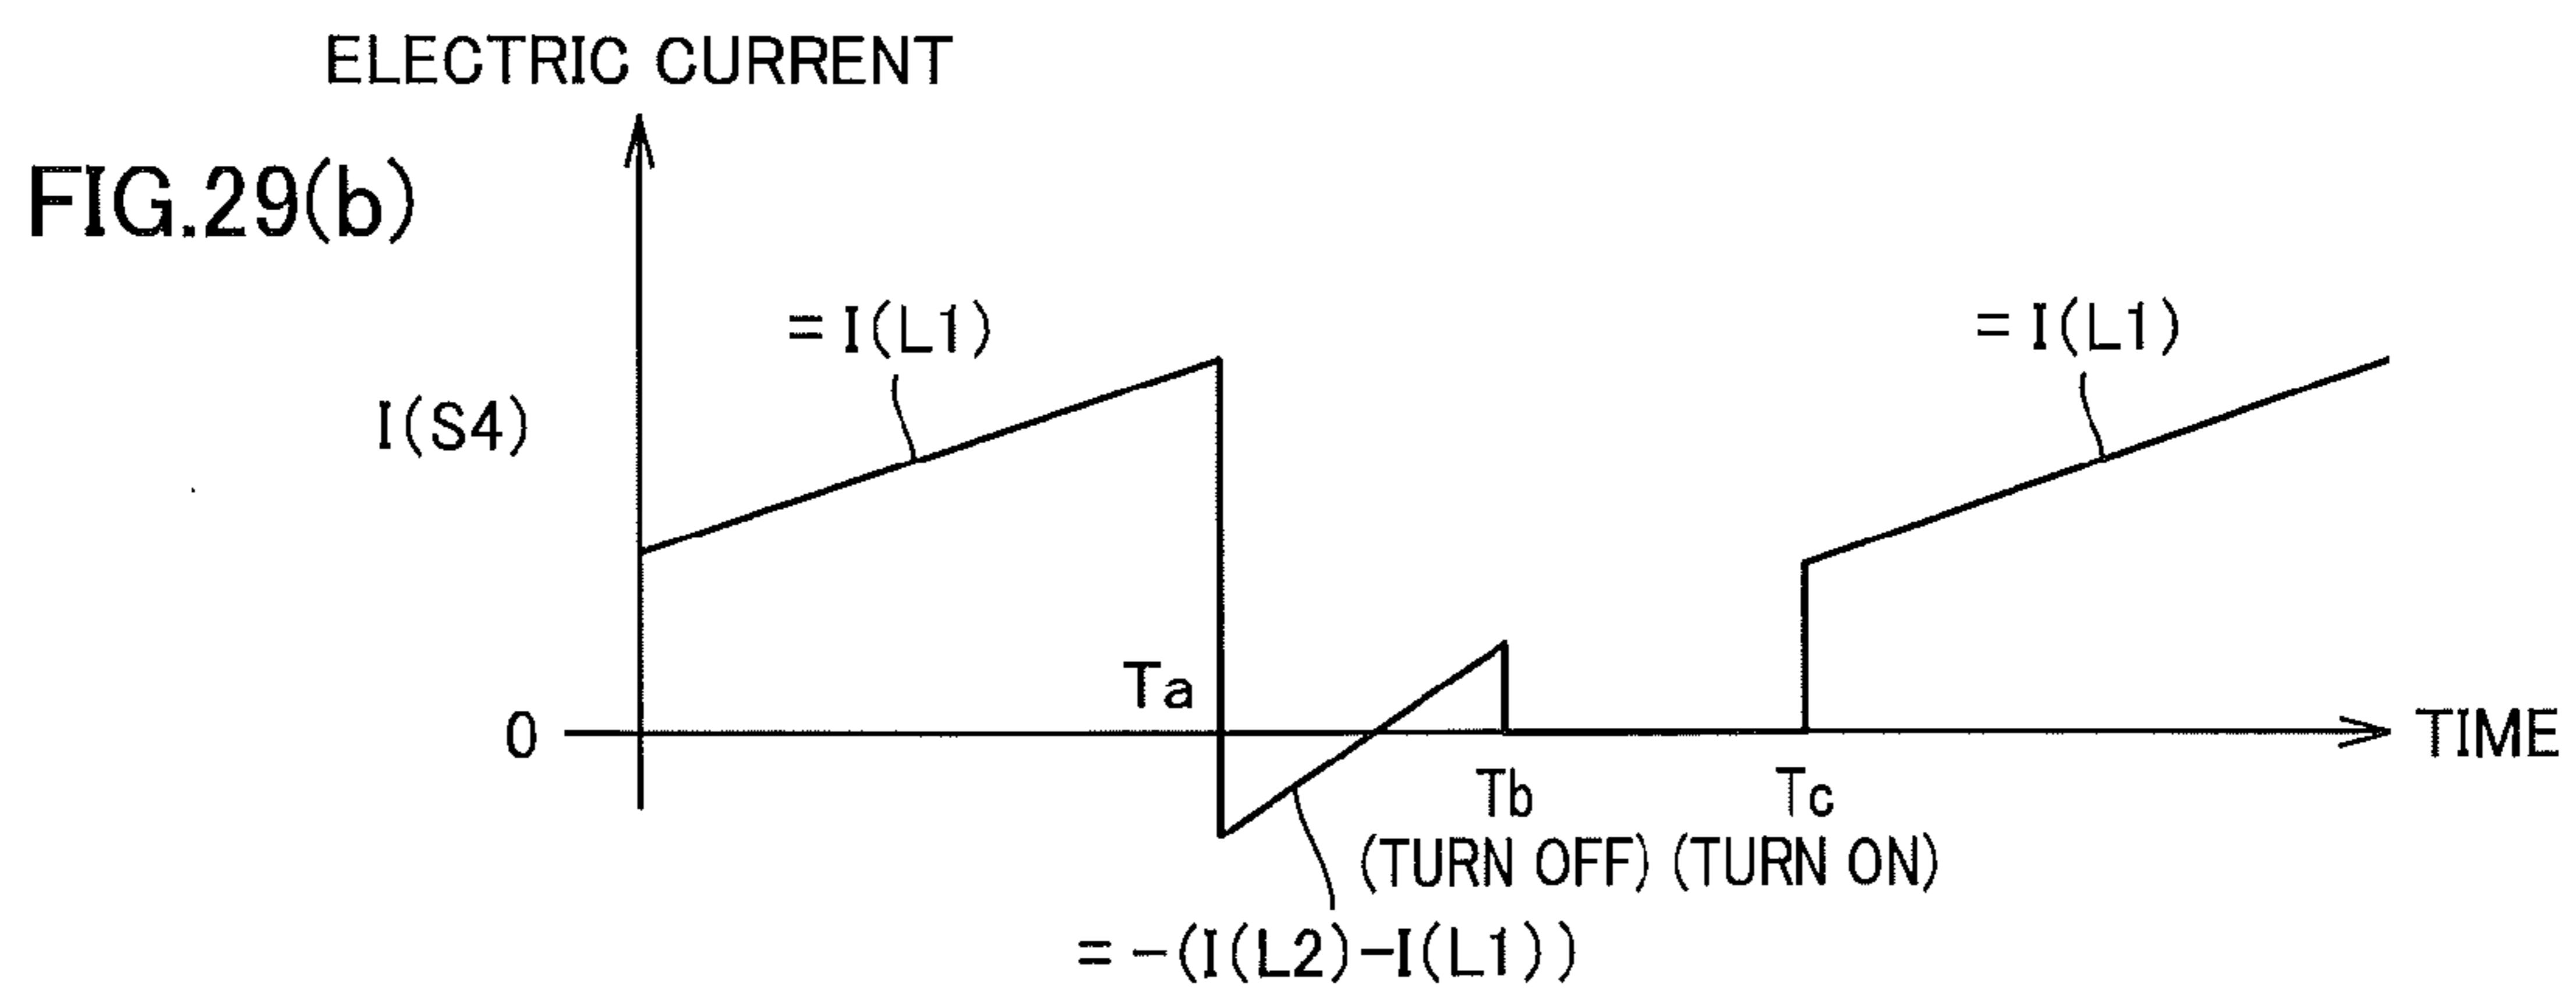 ELECTRIC CURRENT
FIG.29(b)
= I(L1)
= I(L1)
I(S4)
Ta
0
TIME
Tb
Tc
(TURN OFF) (TURN ON)
= -(I(L2)-I(L1))